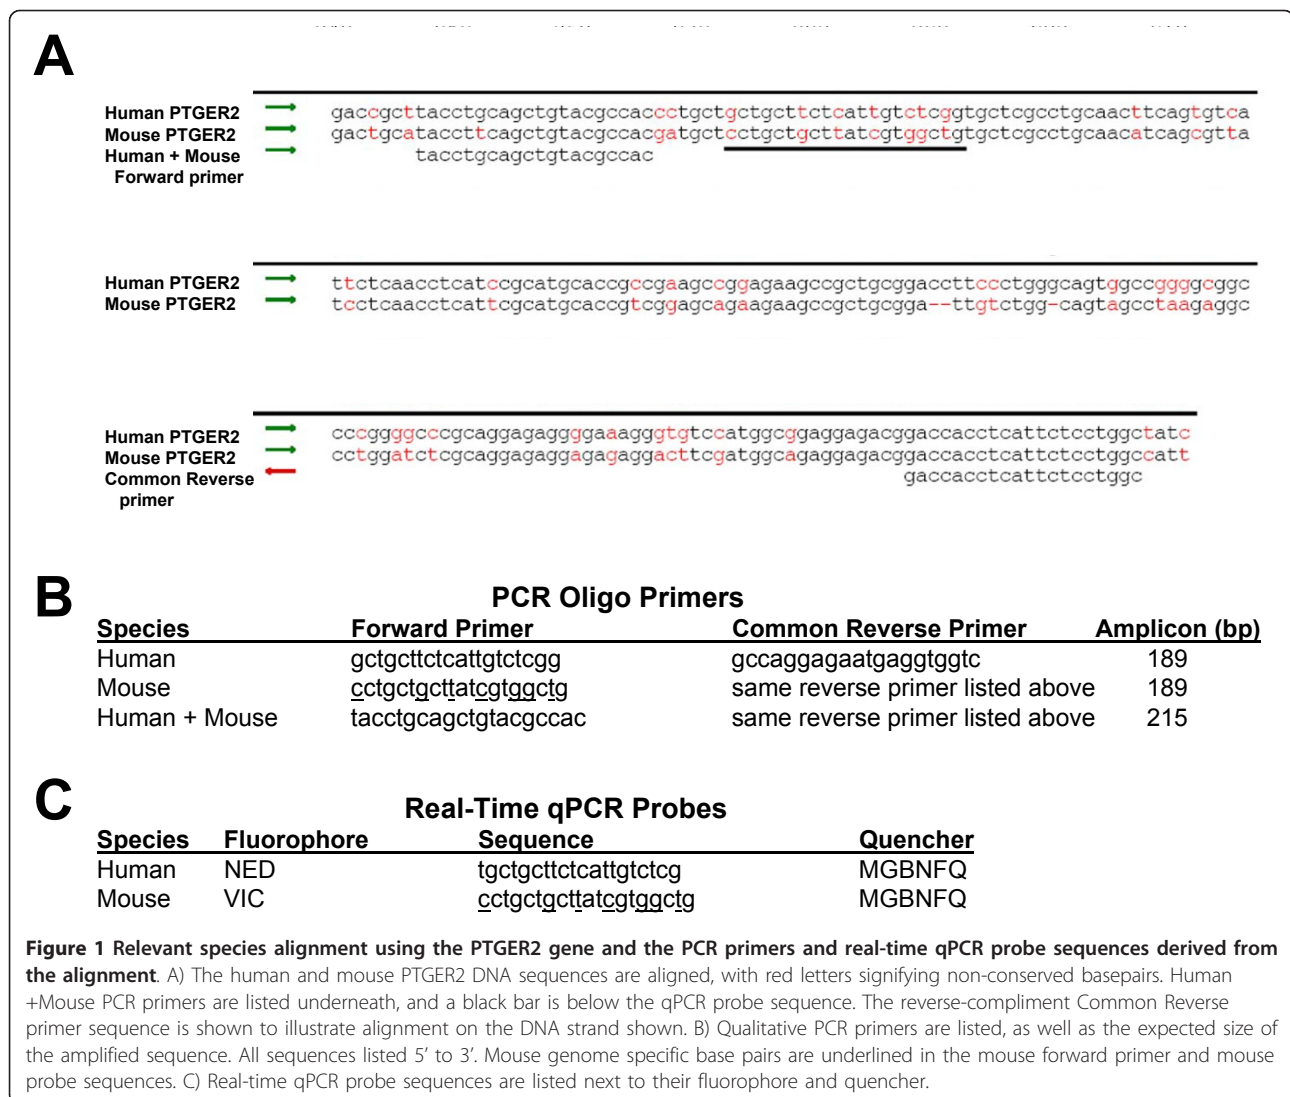 A
Human PTGER2 gaccgcttacctgcagctgtacgccaccctgctgctgcttctcattgtctcggtgctcgcctgcaacttcagtgtca
Mouse PTGER2 gactgcataccttcagctgtacgccacgatgctcctgctgcttatcgtggctgtgctcgcctgcaacatcagcgtta
Human + Mouse tacctgcagctgtacgccac
Forward primer
Human PTGER2 ttctcaacctcatccgcatgcaccgccgaagccggagaagccgctgcggaccttccctgggcagtggccggggcggc
Mouse PTGER2 tcctcaacctcattcgcatgcaccgtcggagcagaagaagccgctgcgga--ttgtctgg-cagtagcctaagaggc
Human PTGER2 cccggggcccgcaggagaggggaaagggtgtccatggcggaggagacggaccacctcattctcctggctatc
Mouse PTGER2 cctggatctcgcaggagaggagagaggacttcgatggcagaggagacggaccacctcattctcctggccatt
Common Reverse gaccacctcattctcctggc
primer
B
PCR Oligo Primers
Species Forward Primer Common Reverse Primer Amplicon (bp)
Human gctgcttctcattgtctcgg gccaggagaatgaggtggtc 189
Mouse cctgctgcttatcgtggctg same reverse primer listed above 189
Human + Mouse tacctgcagctgtacgccac same reverse primer listed above 215
C
Real-Time qPCR Probes
Species Fluorophore Sequence Quencher
Human NED tgctgcttctcattgtctcg MGBNFQ
Mouse VIC cctgctgcttatcgtggctg MGBNFQ
Figure 1 Relevant species alignment using the PTGER2 gene and the PCR primers and real-time qPCR probe sequences derived from
the alignment. A) The human and mouse PTGER2 DNA sequences are aligned, with red letters signifying non-conserved basepairs. Human
+Mouse PCR primers are listed underneath, and a black bar is below the qPCR probe sequence. The reverse-compliment Common Reverse
primer sequence is shown to illustrate alignment on the DNA strand shown. B) Qualitative PCR primers are listed, as well as the expected size of
the amplified sequence. All sequences listed 5' to 3'. Mouse genome specific base pairs are underlined in the mouse forward primer and mouse
probe sequences. C) Real-time qPCR probe sequences are listed next to their fluorophore and quencher.